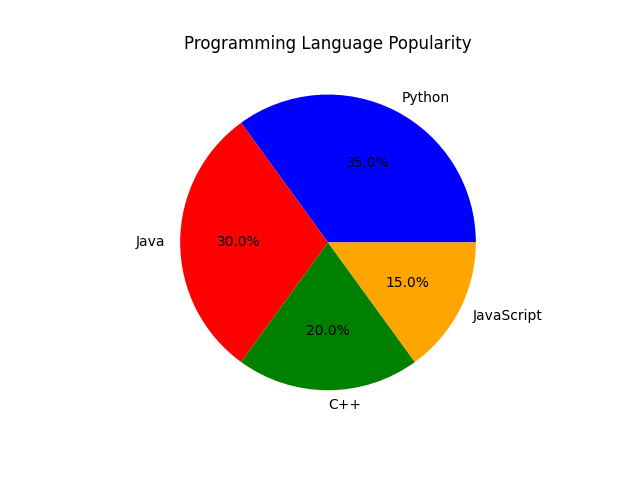 Programming Language Popularity
Python
35.0%
Java
30.0%
15.0%
JavaScript
20.0%
C++